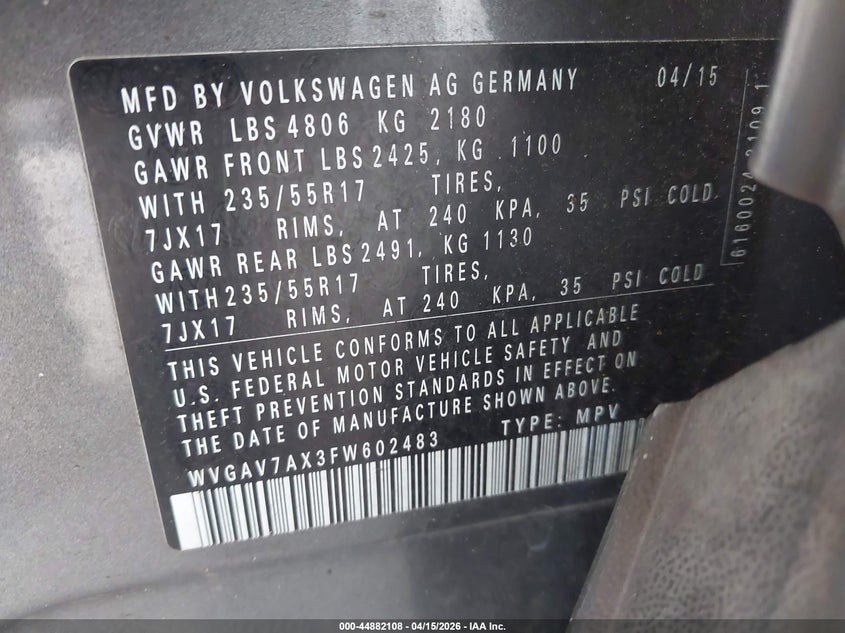 MFD BY VOLKSWAGEN AG GERMANY 04/15
GVWR LBS 4806 KG 2180
GAWR FRONT LBS 2425, KG 1100
WITH 235/55R17 TIRES,
7JX17 RIMS, AT 240 KPA, 35 PSI COLD.
GAWR REAR LBS 2491, KG 1130
WITH 235/55R17 TIRES,
7JX17 RIMS, AT 240 KPA, 35 PSI COLD
THIS VEHICLE CONFORMS TO ALL APPLICABLE
U.S. FEDERAL MOTOR VEHICLE SAFETY AND
THEFT PREVENTION STANDARDS IN EFFECT ON
THE DATE OF MANUFACTURE SHOWN ABOVE.
WVGAV7AX3FW602483 TYPE: MPV
6160024
000-44882108 - 04/15/2026 - IAA Inc.